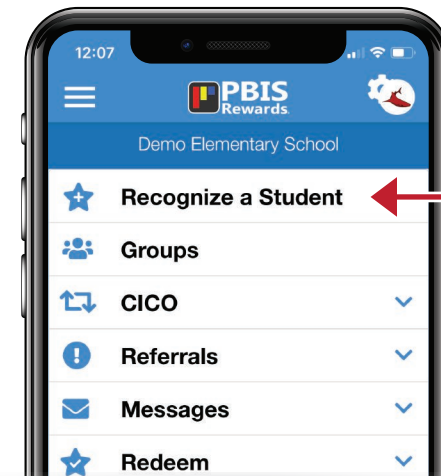 12:07
PBIS
Rewards
Demo Elementary School
Recognize a Student
Groups
CICO
Referrals
Messages
Redeem